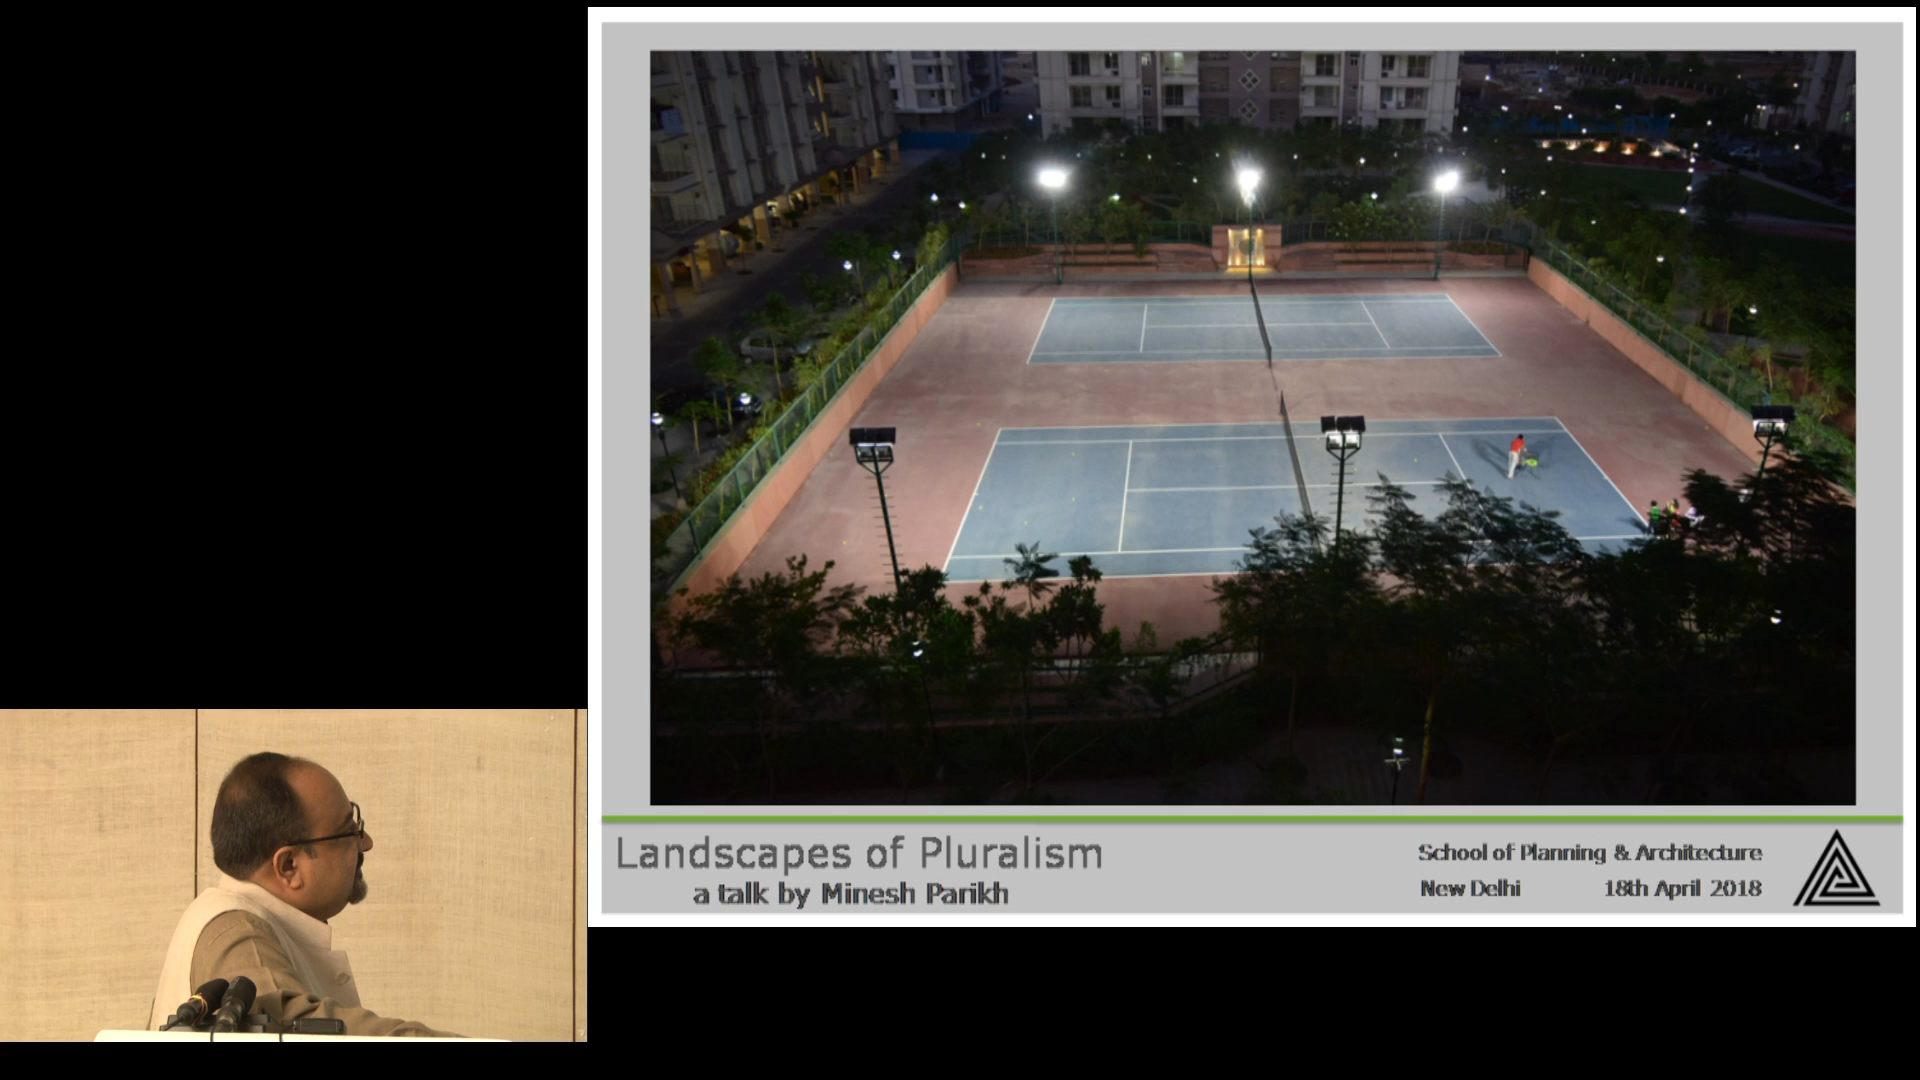 Landscapes of Pluralism
a talk by Minesh Parikh
School of Planning & Architecture
New Delhi 18th April 2018